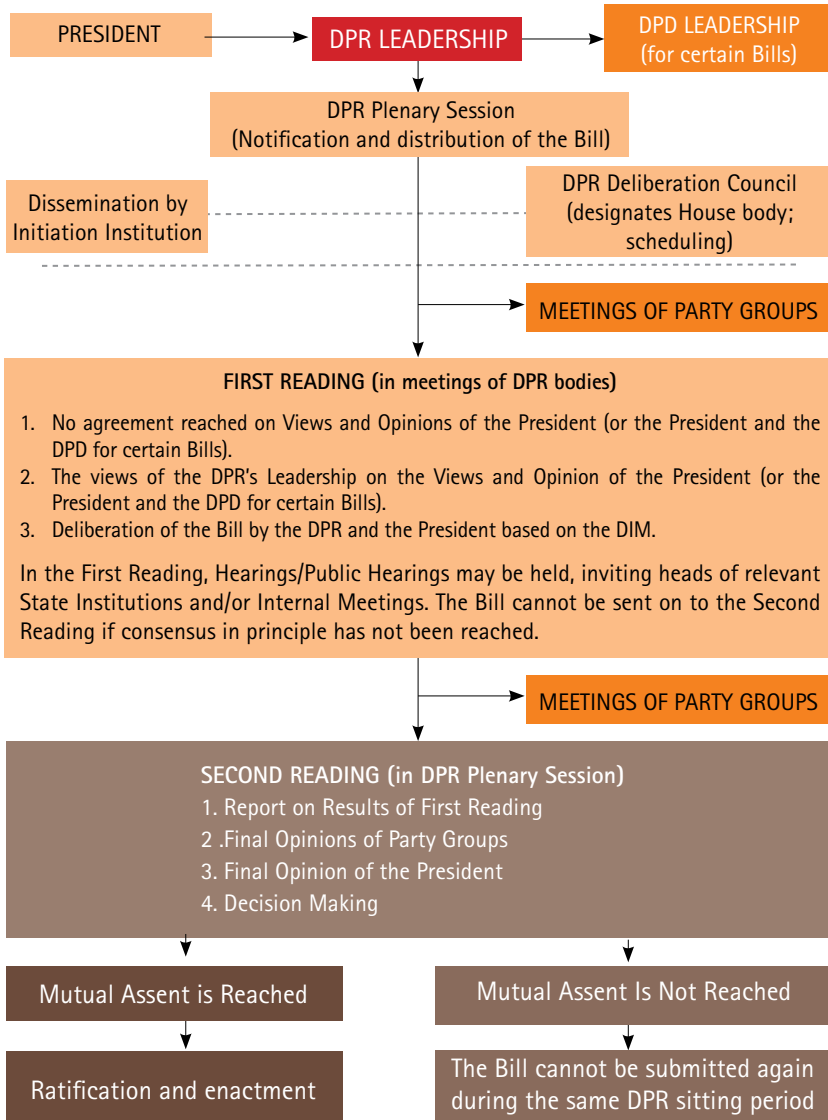 PRESIDENT
DPR LEADERSHIP
DPD LEADERSHIP
(for certain Bills)
DPR Plenary Session
(Notification and distribution of the Bill)
Dissemination by
Initiation Institution
DPR Deliberation Council
(designates House body;
scheduling)
MEETINGS OF PARTY GROUPS
FIRST READING (in meetings of DPR bodies)
1. No agreement reached on Views and Opinions of the President (or the President and the
DPD for certain Bills).
2. The views of the DPR's Leadership on the Views and Opinion of the President (or the
President and the DPD for certain Bills).
3. Deliberation of the Bill by the DPR and the President based on the DIM.
In the First Reading, Hearings/Public Hearings may be held, inviting heads of relevant
State Institutions and/or Internal Meetings. The Bill cannot be sent on to the Second
Reading if consensus in principle has not been reached.
MEETINGS OF PARTY GROUPS
SECOND READING (in DPR Plenary Session)
1. Report on Results of First Reading
2 .Final Opinions of Party Groups
3. Final Opinion of the President
4. Decision Making
Mutual Assent is Reached
Mutual Assent Is Not Reached
Ratification and enactment
The Bill cannot be submitted again
during the same DPR sitting period